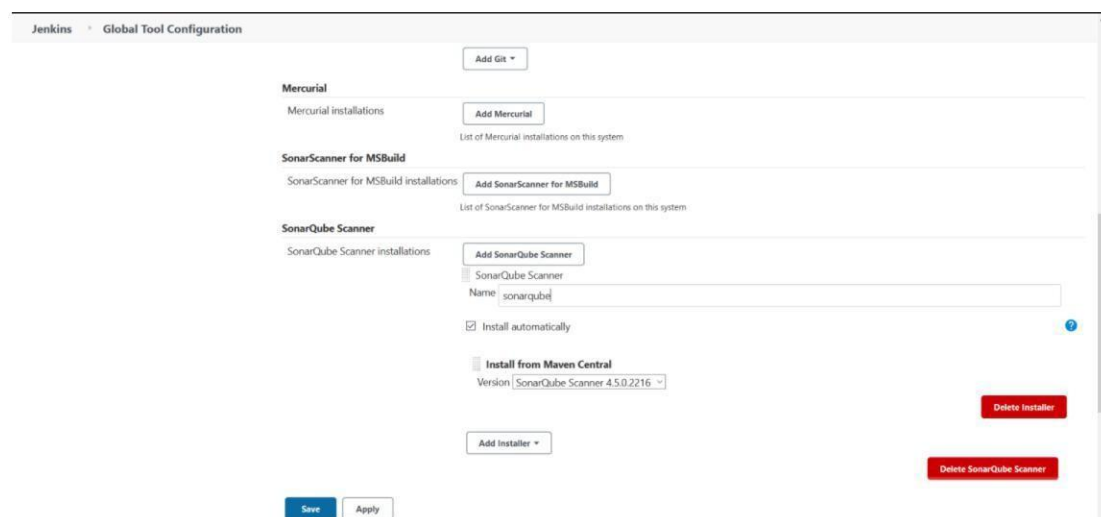 Jenkins Global Tool Configuration
Add Git
Mercurial
Mercurial installations Add Mercurial
List of Mercurial installations on this system
SonarScanner for MSBuild
SonarScanner for MSBuild installations Add SonarScanner for MSBuild
List of SonarScanner for MSBuild installations on this system
SonarQube Scanner
SonarQube Scanner installations Add SonarQube Scanner
SonarQube Scanner
Name sonarqube
Install automatically ?
Install from Maven Central
Version SonarQube Scanner 4.5.0.2216
Delete Installer
Add Installer
Delete SonarQube Scanner
Save Apply